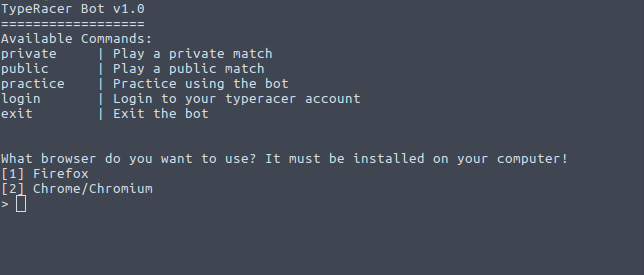 TypeRacer Bot v1.0
==================
Available Commands:
private     | Play a private match
public      | Play a public match
practice    | Practice using the bot
login       | Login to your typeracer account
exit        | Exit the bot
What browser do you want to use? It must be installed on your computer!
[1] Firefox
[2] Chrome/Chromium
>